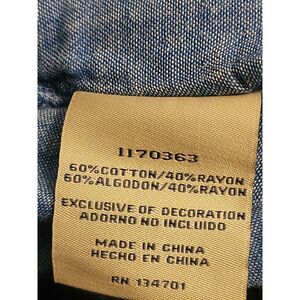 1170363
60%COTTON/40%RAYON
60%ALGODON/40%RAYON
EXCLUSIVE OF DECORATION
ADORNO NO INCLUIDO
MADE IN CHINA
HECHO EN CHINA
RN 134701